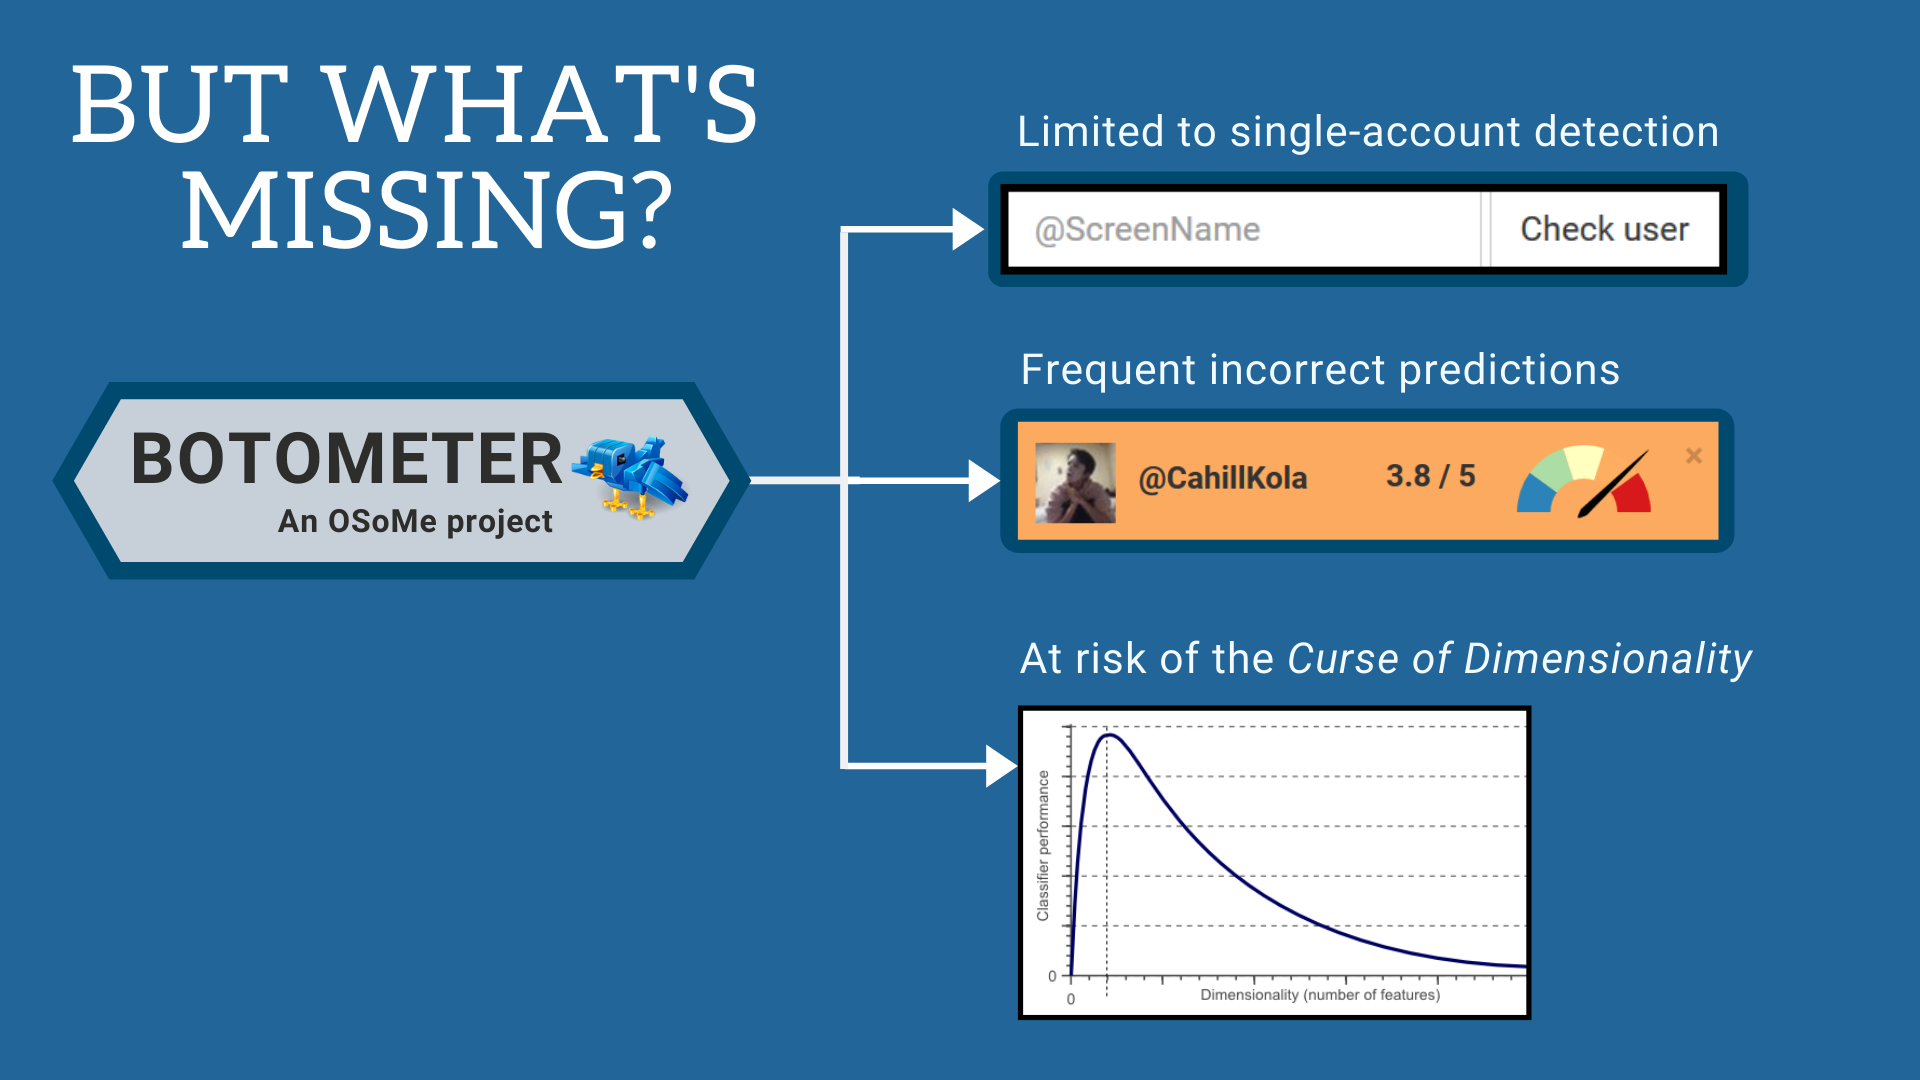 BUT WHAT'S
MISSING?
BOTOMETER
An OSoMe project
Limited to single-account detection
@ScreenName
Check user
Frequent incorrect predictions
@CahillKola
3.8 / 5
×
At risk of the Curse of Dimensionality
Classifier performance
0
0
Dimensionality (number of features)